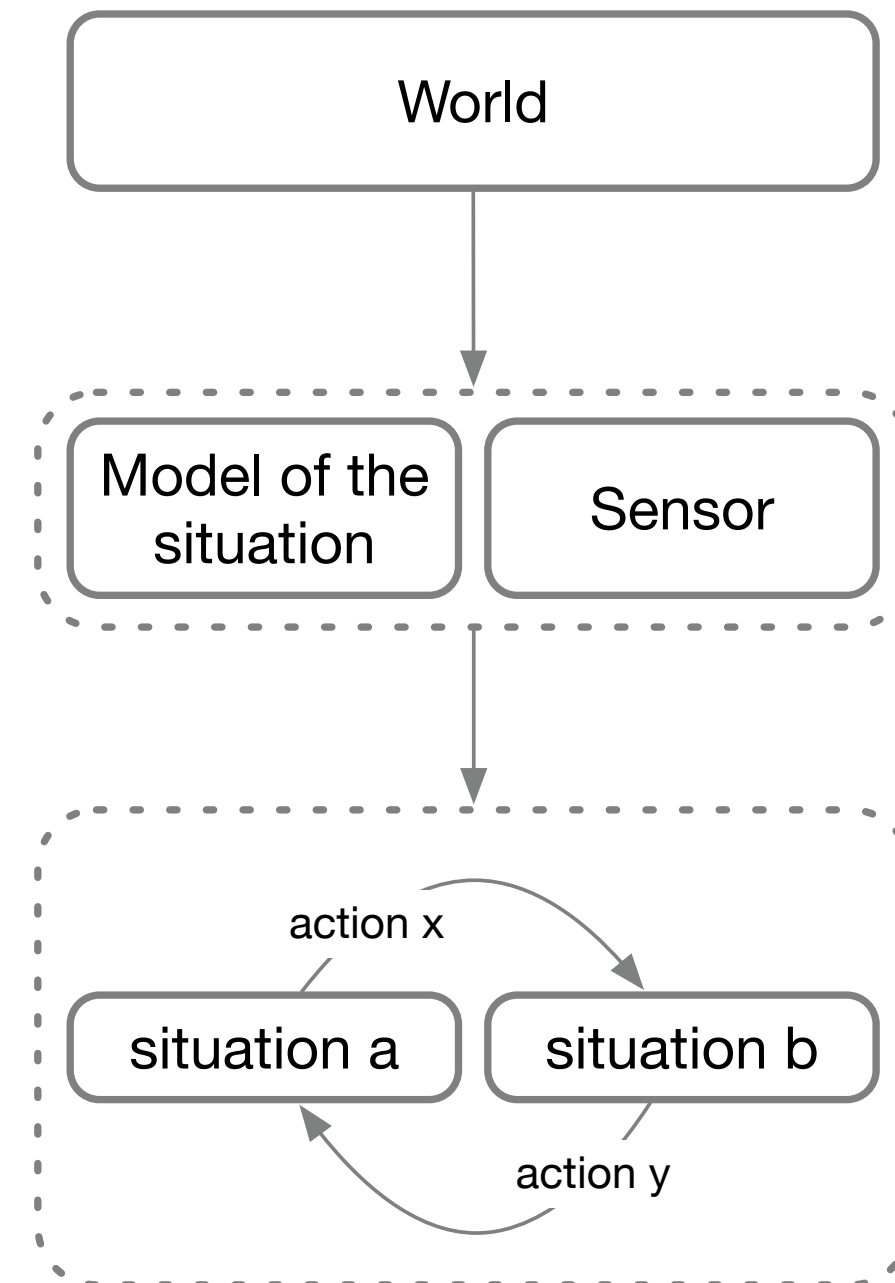 World
Model of the
situation
Sensor
action x
situation a
situation b
action y